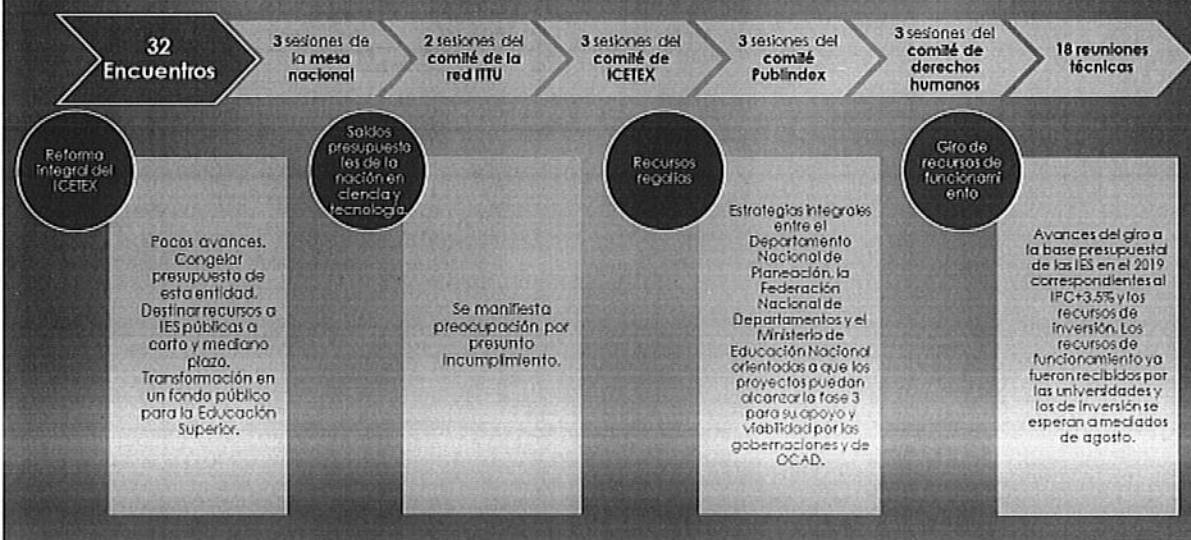 32
Encuentros
3 sesiones de
la mesa
nacional
2 sesiones del
comité de la
red ITTU
3 sesiones del
comité de
ICETEX
3 sesiones del
comité
Publindex
3 sesiones del
comité de
derechos
humanos
18 reuniones
técnicas
Reforma
integral del
ICETEX
Pocos avances.
Congelar
presupuesto de
esta entidad.
Destinar recursos a
IES públicas a
corto y mediano
plazo.
Transformación en
un fondo público
para la Educación
Superior.
Saldos
presupuesta
les de la
nación en
ciencia y
tecnología.
Se manifiesta
preocupación por
presunto
incumplimiento.
Recursos
regalías
Estrategias integrales
entre el
Departamento
Nacional de
Planeación, la
Federación
Nacional de
Departamentos y el
Ministerio de
Educación Nacional
orientadas a que los
proyectos puedan
alcanzar la fase 3
para su apoyo y
viabilidad por las
gobernaciones y de
OCAD.
Giro de
recursos de
funcionami
ento
Avances del giro a
la base presupuestal
de las IES en el 2019
correspondientes al
IPC+3.5% y los
recursos de
inversión. Los
recursos de
funcionamiento ya
fueron recibidos por
las universidades y
los de inversión se
esperan a mediados
de agosto.